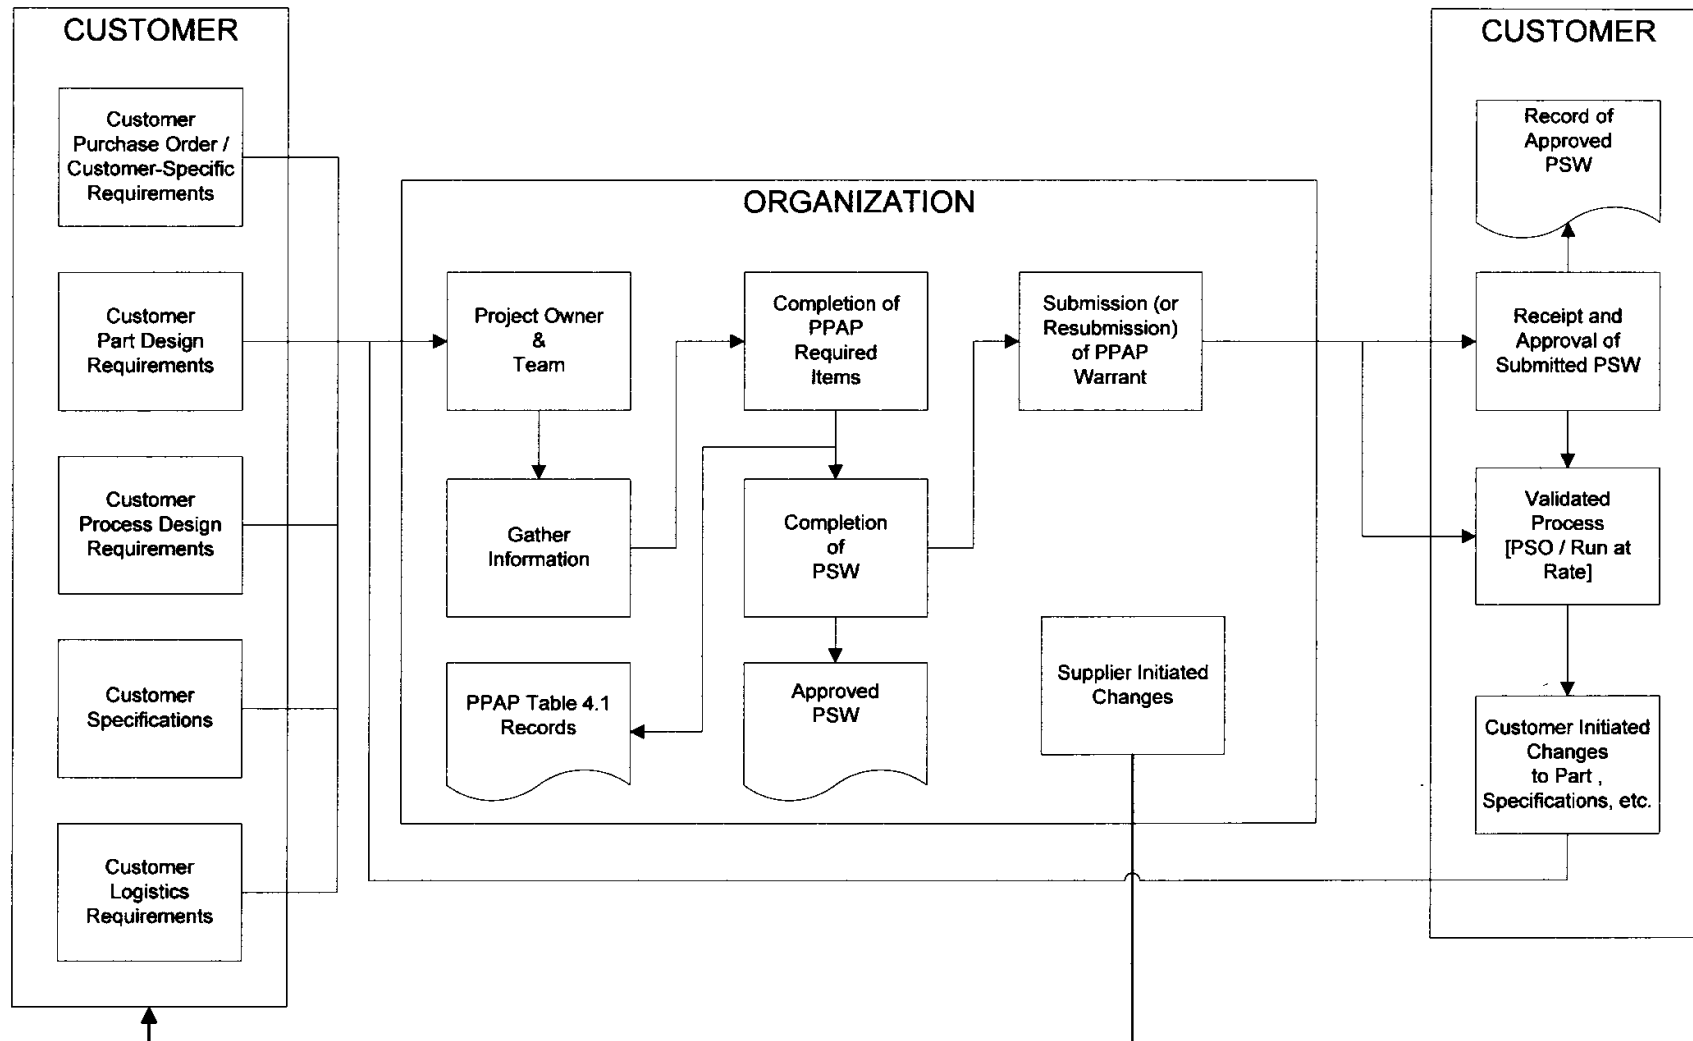 CUSTOMER
Customer
Purchase Order /
Customer-Specific
Requirements
Customer
Part Design
Requirements
Customer
Process Design
Requirements
Customer
Specifications
Customer
Logistics
Requirements
ORGANIZATION
Project Owner
&
Team
Gather
Information
PPAP Table 4.1
Records
Completion of
PPAP
Required
Items
Completion
of
PSW
Approved
PSW
Submission (or
Resubmission)
of PPAP
Warrant
Supplier Initiated
Changes
CUSTOMER
Record of
Approved
PSW
Receipt and
Approval of
Submitted PSW
Validated
Process
[PSO / Run at
Rate]
Customer Initiated
Changes
to Part ,
Specifications, etc.